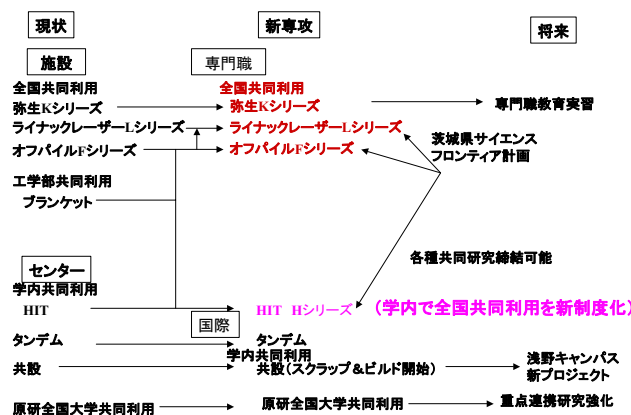 現状
新専攻
将来
施設
専門職
全国共同利用
全国共同利用
弥生Kシリーズ
弥生Kシリーズ
専門職教育実習
ライナックレーザーLシリーズ
ライナックレーザーLシリーズ
オフパイルFシリーズ
オフパイルFシリーズ
茨城県サイエンス
フロンティア計画
工学部共同利用
ブランケット
各種共同研究締結可能
センター
学内共同利用
HIT
HIT Hシリーズ
(学内で全国共同利用を新制度化)
国際
タンデム
タンデム
学内共同利用
共設
共設(スクラップ&ビルド開始)
浅野キャンパス
新プロジェクト
原研全国大学共同利用
原研全国大学共同利用
重点連携研究強化